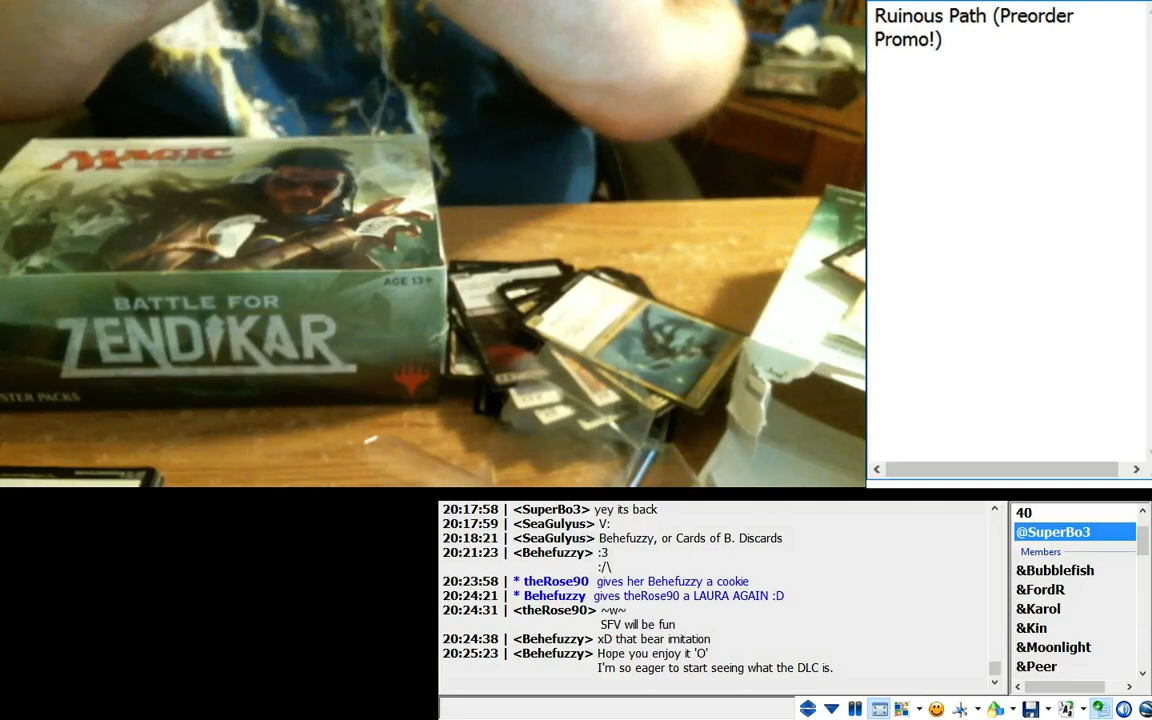 Ruinous Path (Preorder
Promo!)
MAGIC
AGE 13+
BATTLE FOR
ZENDIKAR
STER PACKS
20:17:58 | <SuperBo3> yey its back
20:17:59 | <SeaGulyus> V:
20:18:21 | <SeaGulyus> Behefuzzy, or Cards of B. Discards
20:21:23 | <Behefuzzy> :3
:/\
20:23:58 | * theRose90 gives her Behefuzzy a cookie
20:24:21 | * Behefuzzy gives theRose90 a LAURA AGAIN :D
20:24:31 | <theRose90> ~w~
SFV will be fun
20:24:38 | <Behefuzzy> xD that bear imitation
20:25:23 | <Behefuzzy> Hope you enjoy it 'O'
I'm so eager to start seeing what the DLC is.
40
@SuperBo3
Members
&Bubblefish
&FordR
&Karol
&Kin
&Moonlight
&Peer